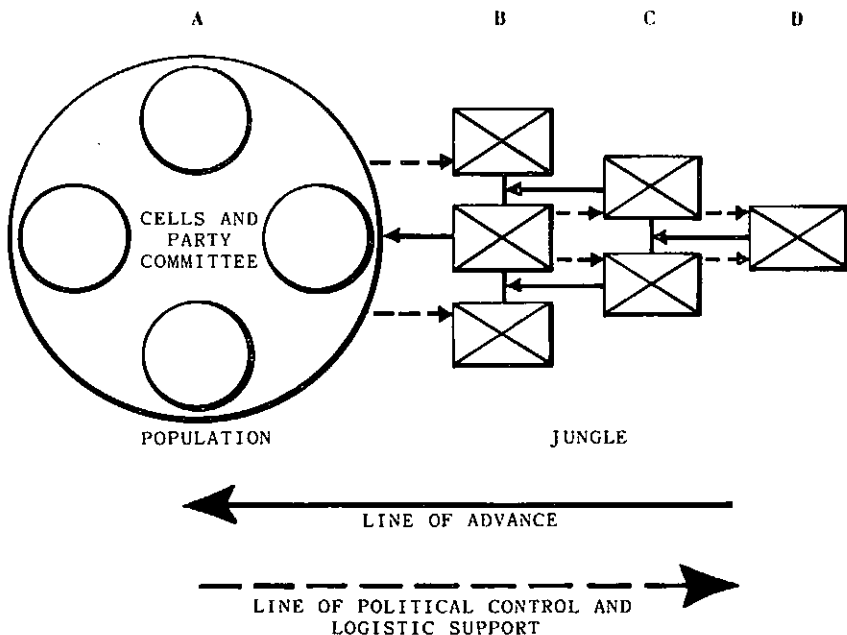 A B C D
CELLS AND
PARTY
COMMITTEE
POPULATION JUNGLE
LINE OF ADVANCE
LINE OF POLITICAL CONTROL AND
LOGISTIC SUPPORT